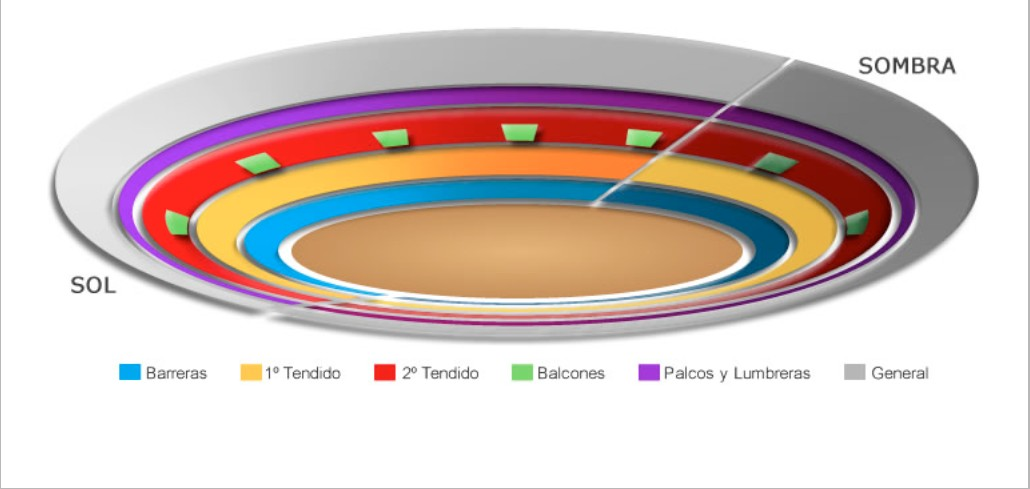 SOMBRA
SOL
Barreras 1º Tendido 2º Tendido Balcones Palcos y Lumbreras General